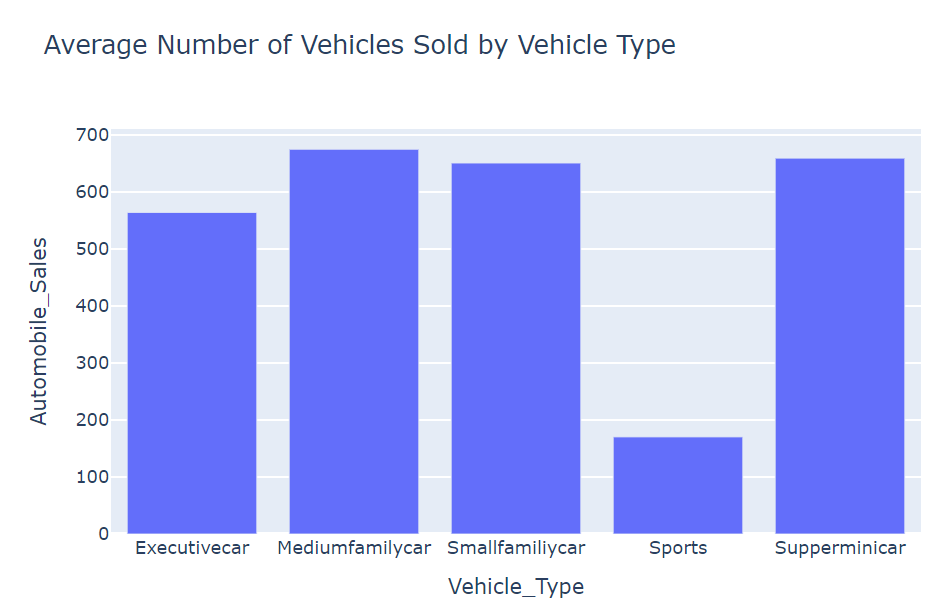 Average Number of Vehicles Sold by Vehicle Type
700
600
500
400
300
200
100
0
Automobile_Sales
Executivecar Mediumfamilycar Smallfamiliycar Sports Supperminicar
Vehicle_Type